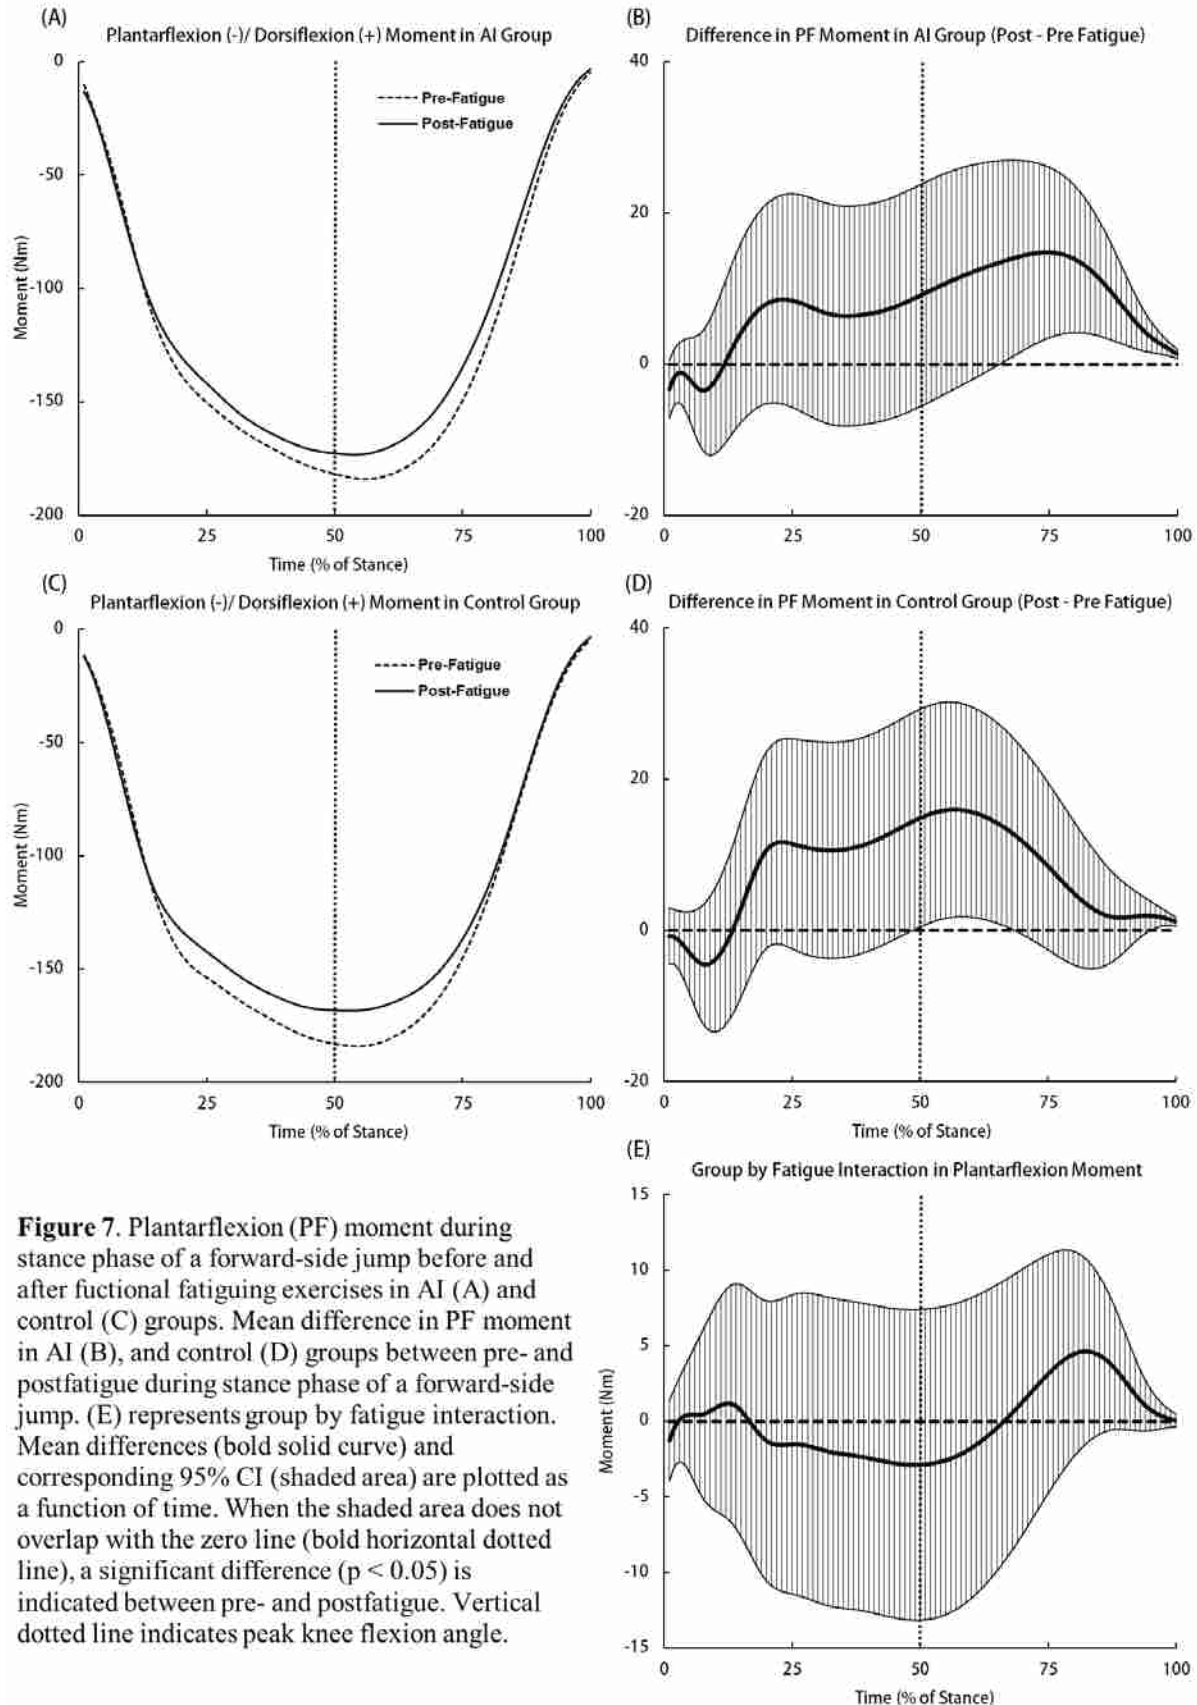 (A)
Plantarflexion (-)/ Dorsiflexion (+) Moment in AI Group
0
-50
-100
-150
-200
Moment (Nm)
Pre-Fatigue
Post-Fatigue
0 25 50 75 100
Time (% of Stance)
(B)
Difference in PF Moment in AI Group (Post - Pre Fatigue)
40
20
0
-20
0 25 50 75 100
(C)
Plantarflexion (-)/ Dorsiflexion (+) Moment in Control Group
0
-50
-100
-150
-200
Moment (Nm)
Pre-Fatigue
Post-Fatigue
0 25 50 75 100
Time (% of Stance)
(D)
Difference in PF Moment in Control Group (Post - Pre Fatigue)
40
20
0
-20
0 25 50 75 100
Time (% of Stance)
(E)
Group by Fatigue Interaction in Plantarflexion Moment
15
10
5
0
-5
-10
-15
Moment (Nm)
0 25 50 75 100
Time (% of Stance)
Figure 7. Plantarflexion (PF) moment during
stance phase of a forward-side jump before and
after fuctional fatiguing exercises in AI (A) and
control (C) groups. Mean difference in PF moment
in AI (B), and control (D) groups between pre- and
postfatigue during stance phase of a forward-side
jump. (E) represents group by fatigue interaction.
Mean differences (bold solid curve) and
corresponding 95% CI (shaded area) are plotted as
a function of time. When the shaded area does not
overlap with the zero line (bold horizontal dotted
line), a significant difference (p < 0.05) is
indicated between pre- and postfatigue. Vertical
dotted line indicates peak knee flexion angle.